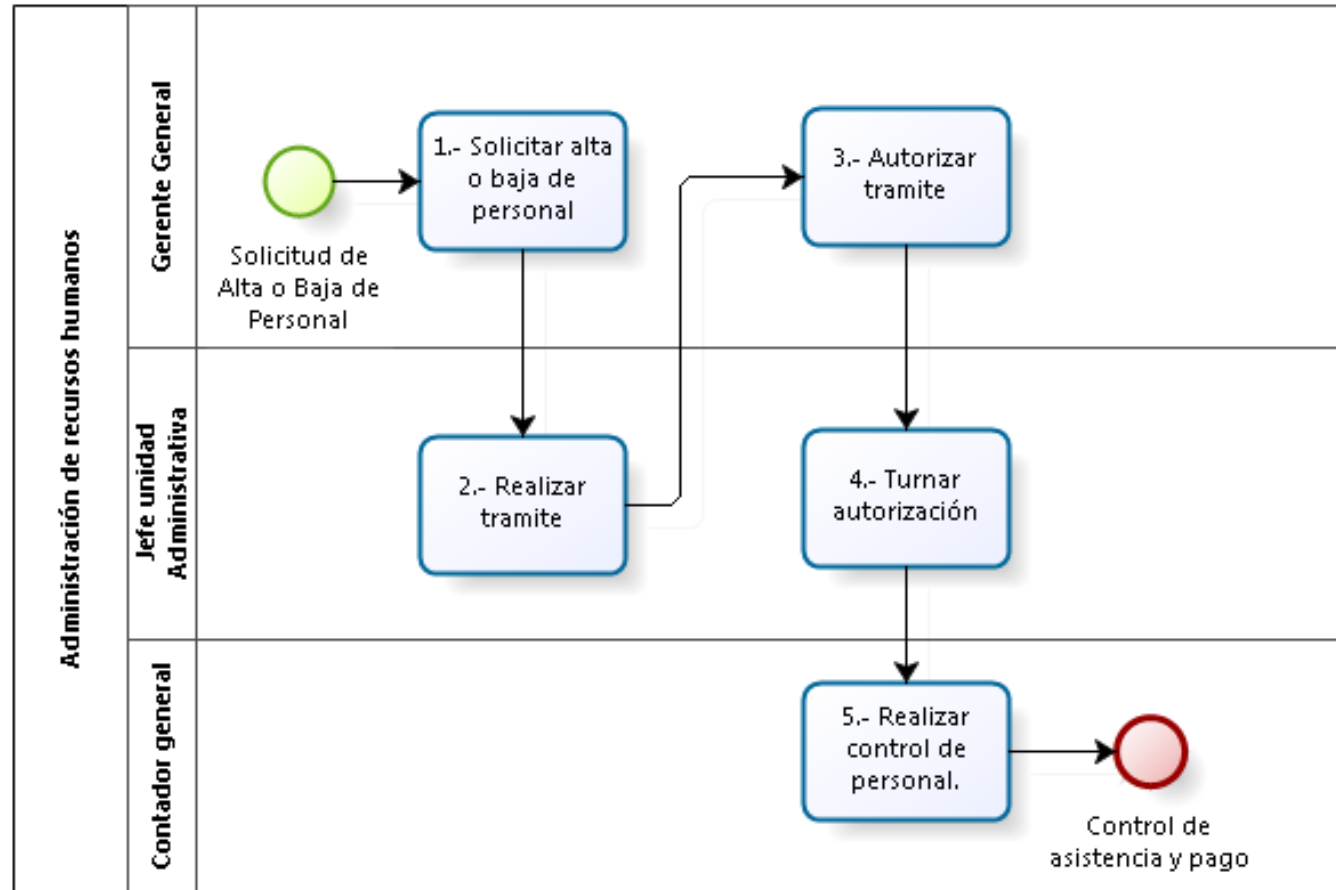 Administración de recursos humanos
Gerente General
Solicitud de
Alta o Baja de
Personal
1.- Solicitar alta
o baja de
personal
3.- Autorizar
tramite
Jefe unidad
Administrativa
2.- Realizar
tramite
4.- Turnar
autorización
Contador general
5.- Realizar
control de
personal.
Control de
asistencia y pago